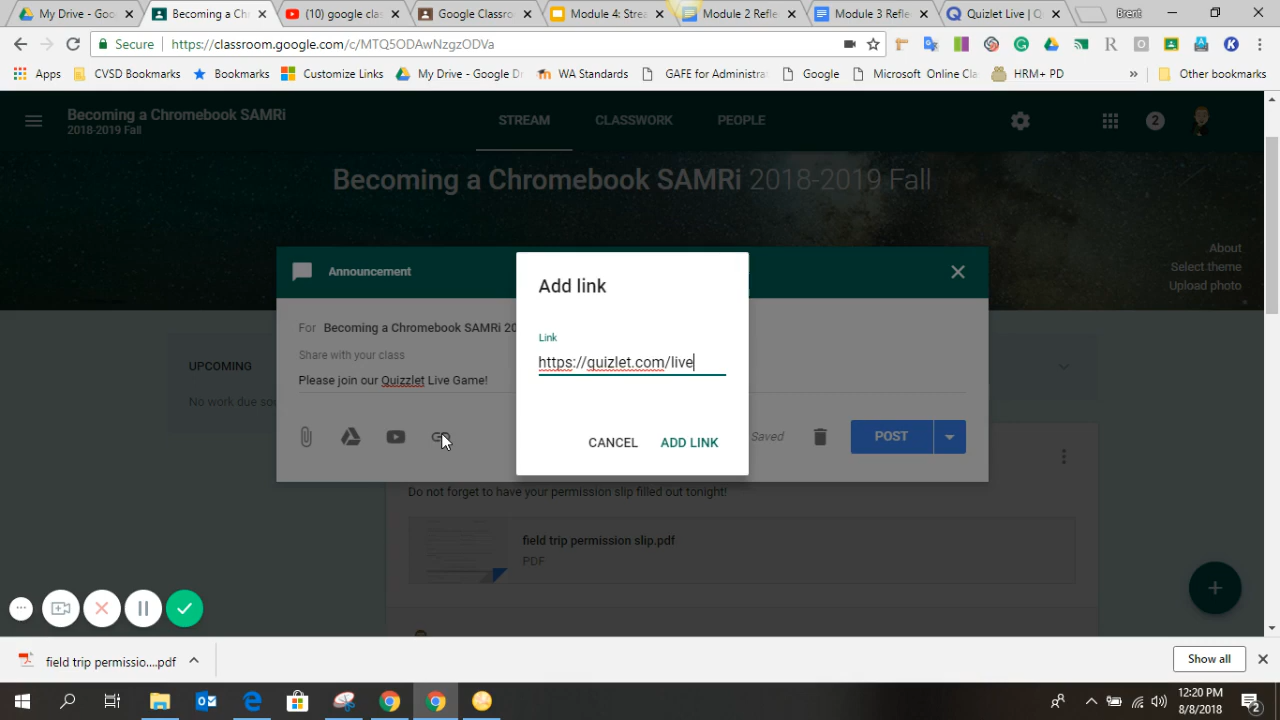 My Drive - Goo
Becoming a Ch
(10) google clas
Google Classroo
Module 4: Strea
Module 2 Refle
Module 3 Refle
Quizlet Live | Q
Brent
Secure
https://classroom.google.com/c/MTQ5ODAwNzgzODVa
Apps
CVSD Bookmarks
Bookmarks
Customize Links
My Drive - Google Dr
WA Standards
GAFE for Administra
Google
Microsoft Online Cla
HRM+ PD
»
Other bookmarks
Becoming a Chromebook SAMRi
2018-2019 Fall
STREAM
CLASSWORK
PEOPLE
2
Becoming a Chromebook SAMRi 2018-2019 Fall
About
Select theme
Upload photo
Announcement
Add link
For Becoming a Chromebook SAMRi 20
Share with your class
Please join our Quizzlet Live Game!
Link
https://quizlet.com/live
CANCEL
ADD LINK
Saved
POST
UPCOMING
No work due soo
Do not forget to have your permission slip filled out tonight!
field trip permission slip.pdf
PDF
field trip permissio....pdf
Show all
12:20 PM
8/8/2018
2